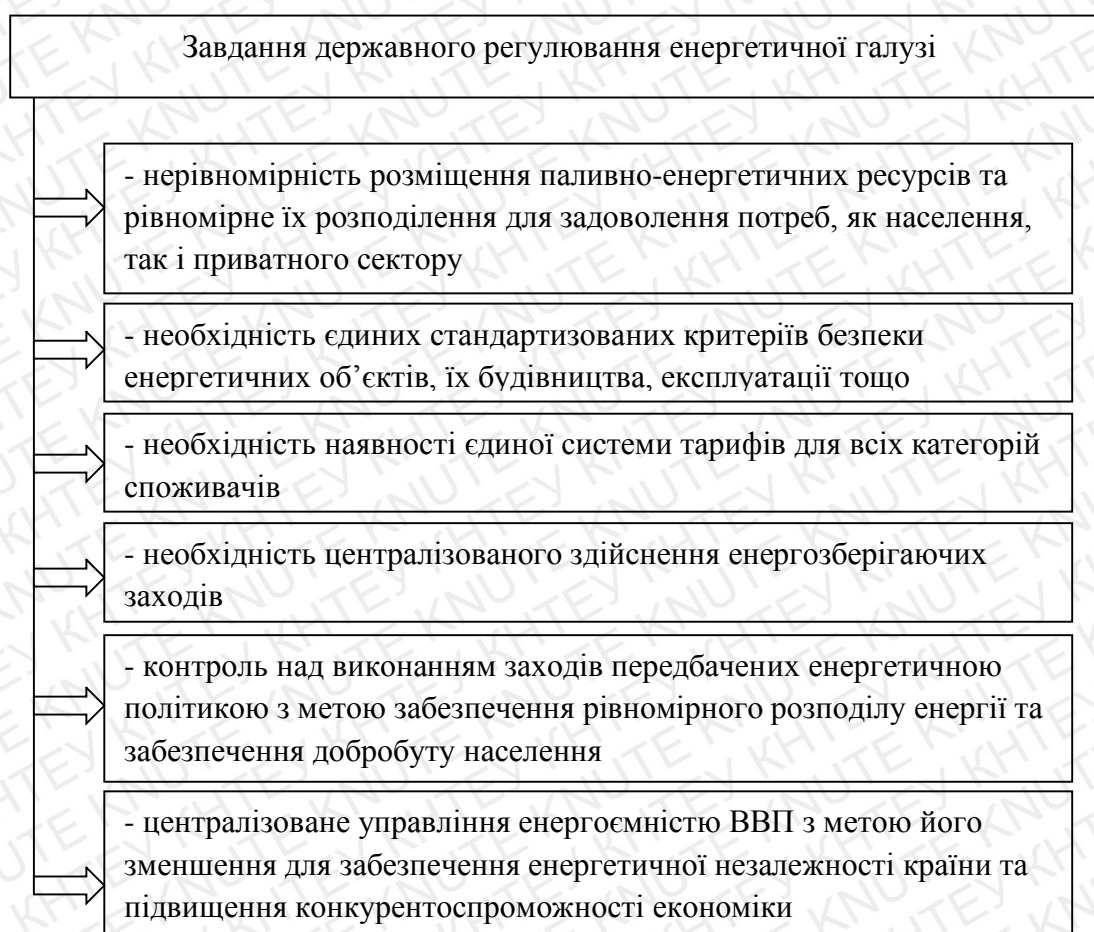 Завдання державного регулювання енергетичної галузі
- нерівномірність розміщення паливно-енергетичних ресурсів та
рівномірне їх розподілення для задоволення потреб, як населення,
так і приватного сектору
- необхідність єдиних стандартизованих критеріїв безпеки
енергетичних об’єктів, їх будівництва, експлуатації тощо
- необхідність наявності єдиної системи тарифів для всіх категорій
споживачів
- необхідність централізованого здійснення енергозберігаючих
заходів
- контроль над виконанням заходів передбачених енергетичною
політикою з метою забезпечення рівномірного розподілу енергії та
забезпечення добробуту населення
- централізоване управління енергоємністю ВВП з метою його
зменшення для забезпечення енергетичної незалежності країни та
підвищення конкурентоспроможності економіки